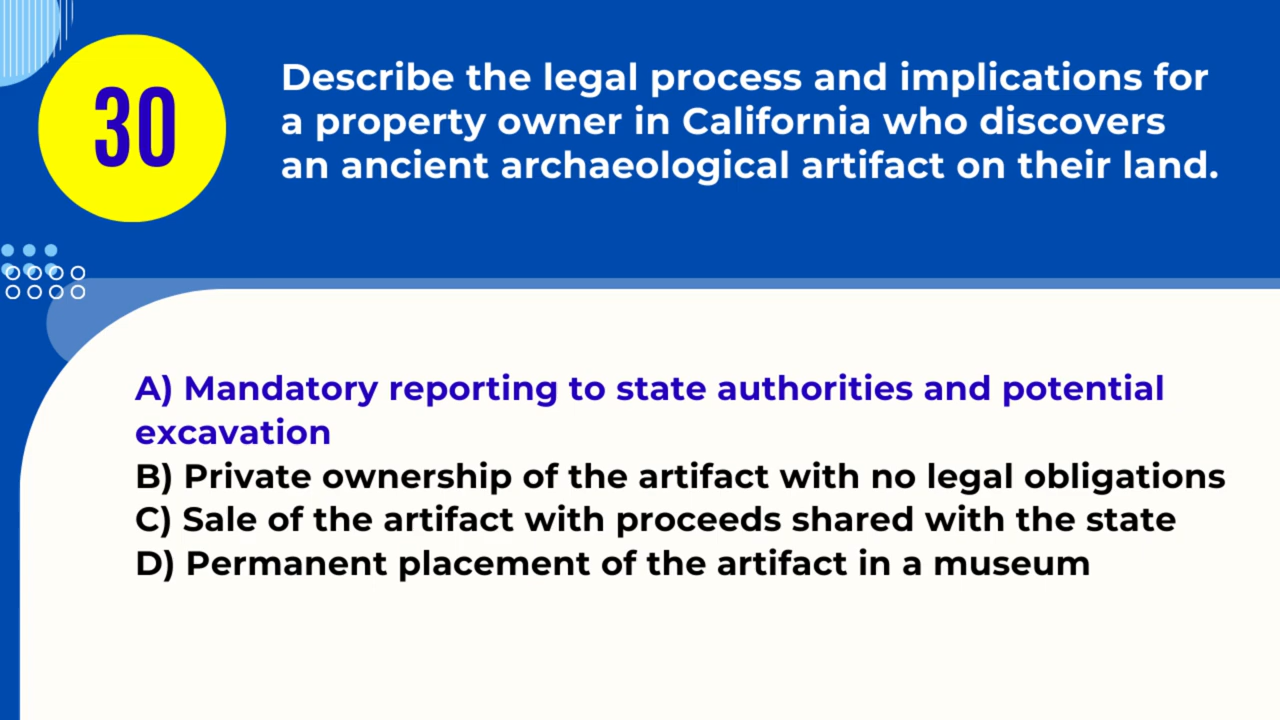 30
Describe the legal process and implications for
a property owner in California who discovers
an ancient archaeological artifact on their land.
A) Mandatory reporting to state authorities and potential
excavation
B) Private ownership of the artifact with no legal obligations
C) Sale of the artifact with proceeds shared with the state
D) Permanent placement of the artifact in a museum